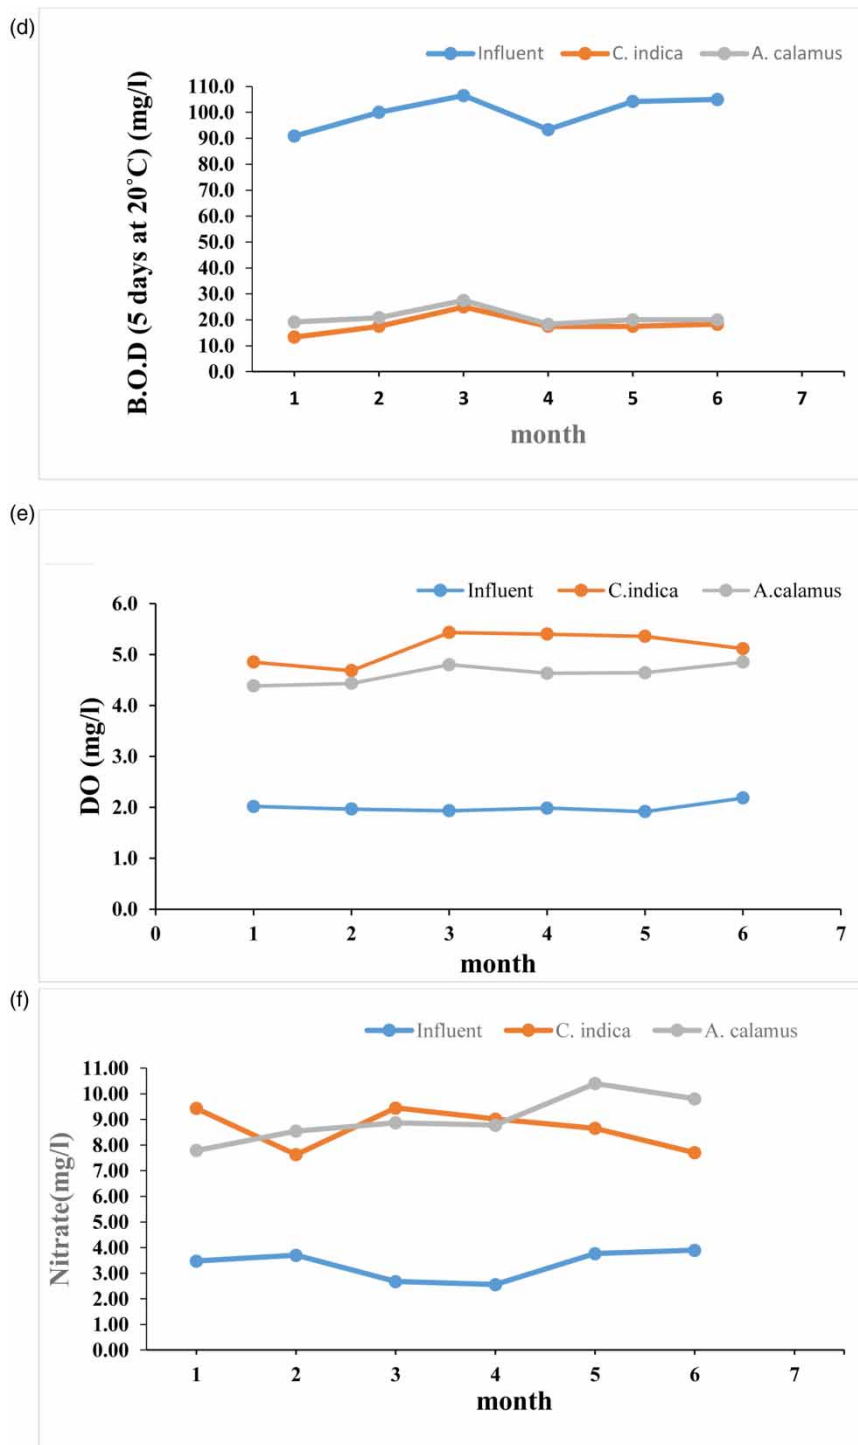 (d)
Influent C. indica A. calamus
B.O.D (5 days at 20˚C) (mg/l)
110.0
100.0
90.0
80.0
70.0
60.0
50.0
40.0
30.0
20.0
10.0
0.0
1 2 3 4 5 6 7
month
(e)
Influent C.indica A.calamus
DO (mg/l)
6.0
5.0
4.0
3.0
2.0
1.0
0.0
0 1 2 3 4 5 6 7
month
(f)
Influent C. indica A. calamus
Nitrate(mg/l)
11.00
10.00
9.00
8.00
7.00
6.00
5.00
4.00
3.00
2.00
1.00
0.00
1 2 3 4 5 6 7
month